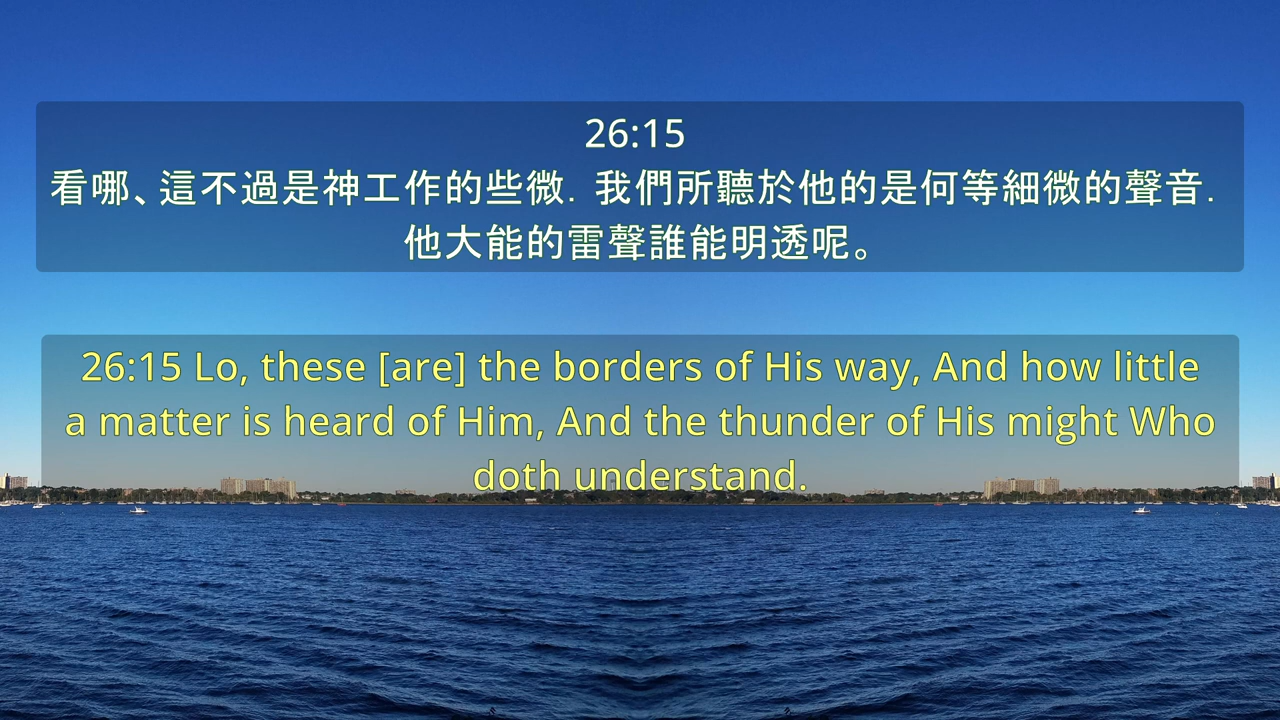 26:15
看哪、這不過是神工作的些微. 我們所聽於他的是何等細微的聲音.
他大能的雷聲誰能明透呢。
26:15 Lo, these [are] the borders of His way, And how little
a matter is heard of Him, And the thunder of His might Who
doth understand.